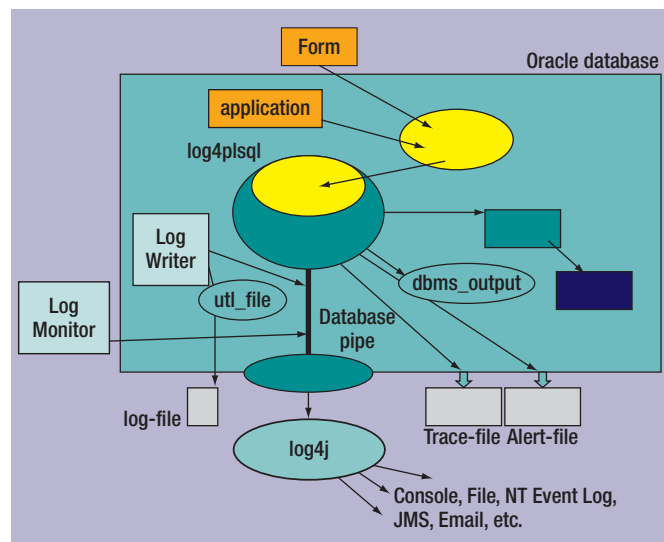 Form
Oracle database
application
log4plsql
Log
Writer
utl_file
dbms_output
Log
Monitor
Database
pipe
log-file
Trace-file
Alert-file
log4j
Console, File, NT Event Log,
JMS, Email, etc.